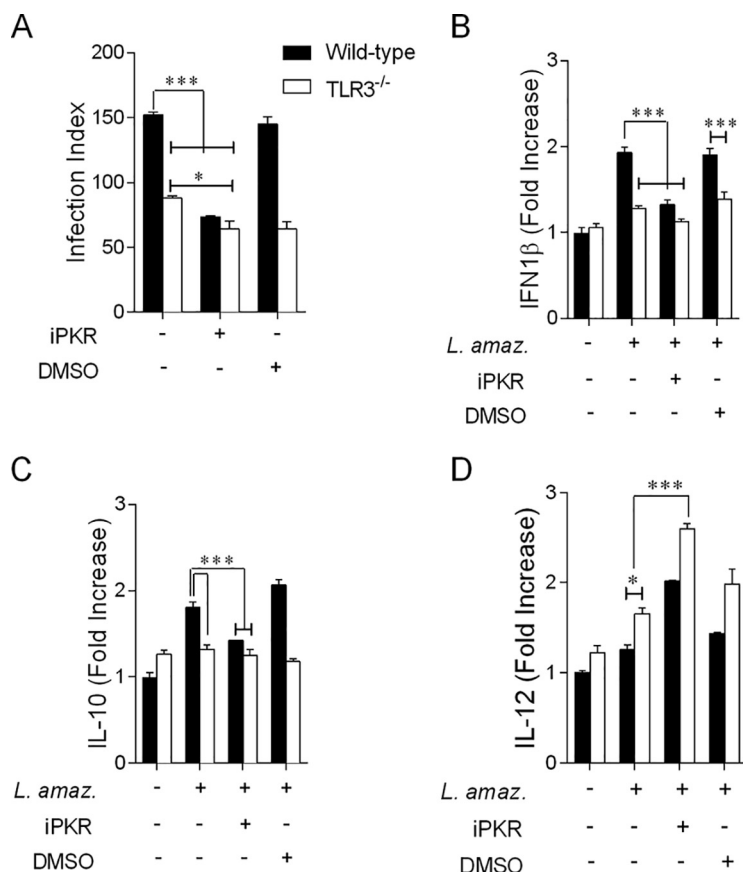 A
Infection Index
200
150
100
50
0
***
*
Wild-type
TLR3-/-
iPKR - + -
DMSO - - +
B
IFN1β (Fold Increase)
3
2
1
0
***
***
L. amaz. - + + +
iPKR - - + -
DMSO - - - +
C
IL-10 (Fold Increase)
3
2
1
0
***
L. amaz. - + + +
iPKR - - + -
DMSO - - - +
D
IL-12 (Fold Increase)
3
2
1
0
***
*
L. amaz. - + + +
iPKR - - + -
DMSO - - - +